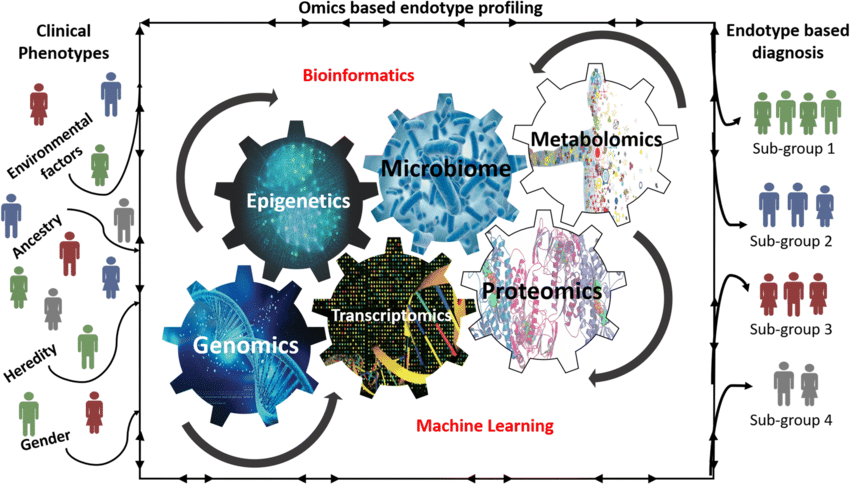 Omics based endotype profiling
Clinical
Phenotypes
Environmental
factors
Ancestry
Heredity
Gender
Bioinformatics
Epigenetics
Microbiome
Metabolomics
Genomics
Transcriptomics
Proteomics
Machine Learning
Endotype based
diagnosis
Sub-group 1
Sub-group 2
Sub-group 3
Sub-group 4